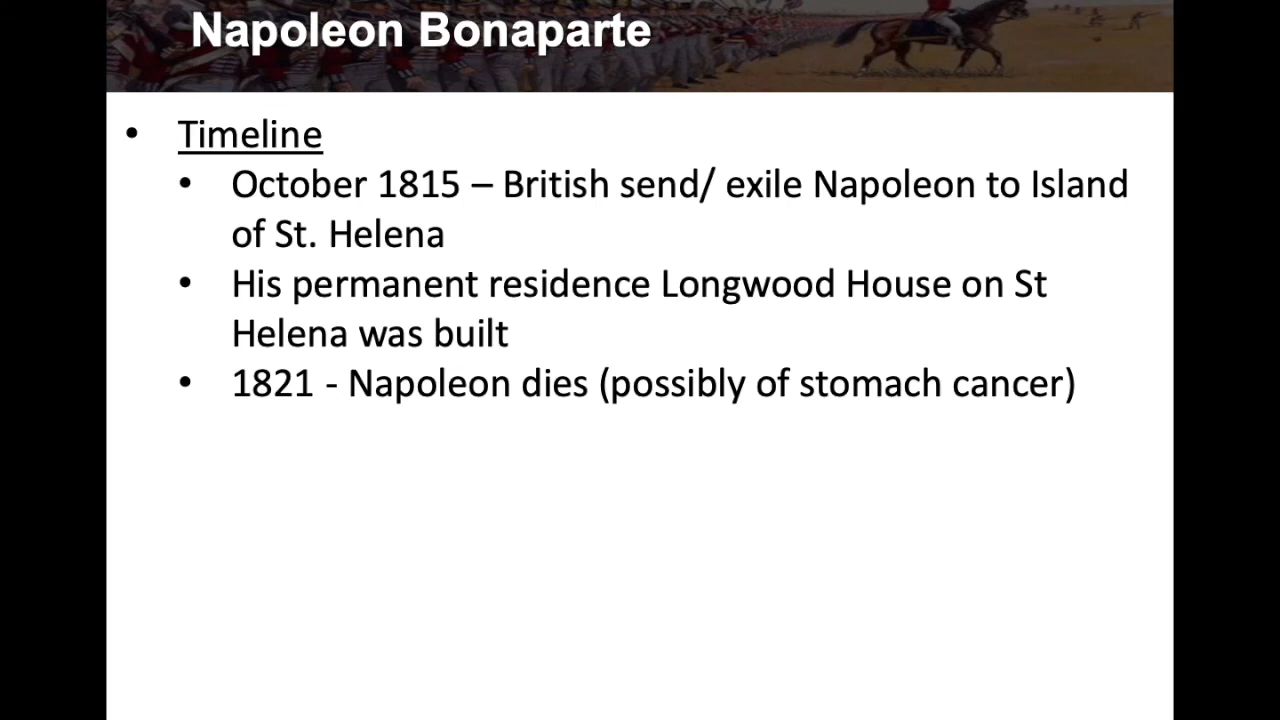 Napoleon Bonaparte
• Timeline
• October 1815 – British send/ exile Napoleon to Island
of St. Helena
• His permanent residence Longwood House on St
Helena was built
• 1821 - Napoleon dies (possibly of stomach cancer)